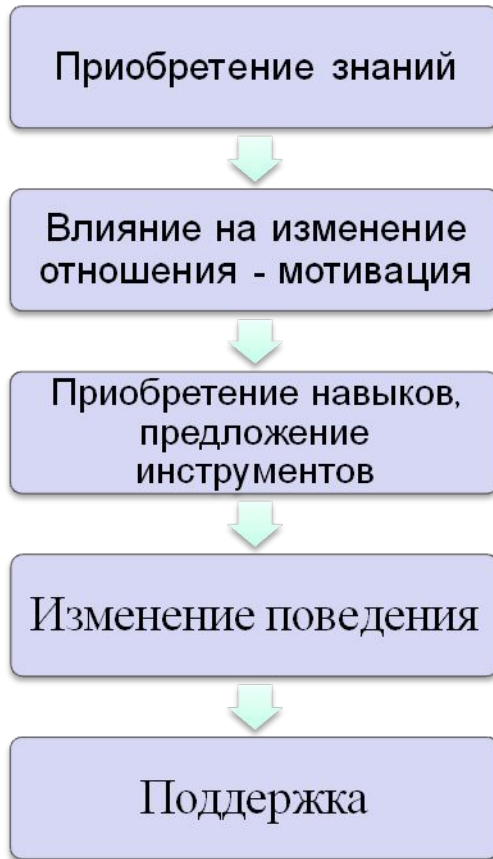 Приобретение знаний
Влияние на изменение
отношения - мотивация
Приобретение навыков,
предложение
инструментов
Изменение поведения
Поддержка